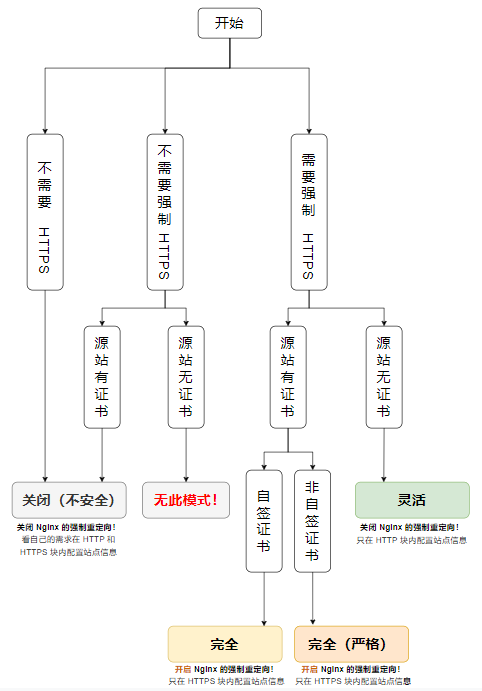 开始
不需要 HTTPS
不需要强制 HTTPS
需要强制 HTTPS
源站有证书
源站无证书
源站有证书
源站无证书
自签证书
非自签证书
关闭（不安全）
关闭 Nginx 的强制重定向！
看自己的需求在 HTTP 和
HTTPS 块内配置站点信息
无此模式！
灵活
关闭 Nginx 的强制重定向！
只在 HTTP 块内配置站点信息
完全
开启 Nginx 的强制重定向！
只在 HTTPS 块内配置站点信息
完全（严格）
开启 Nginx 的强制重定向！
只在 HTTPS 块内配置站点信息